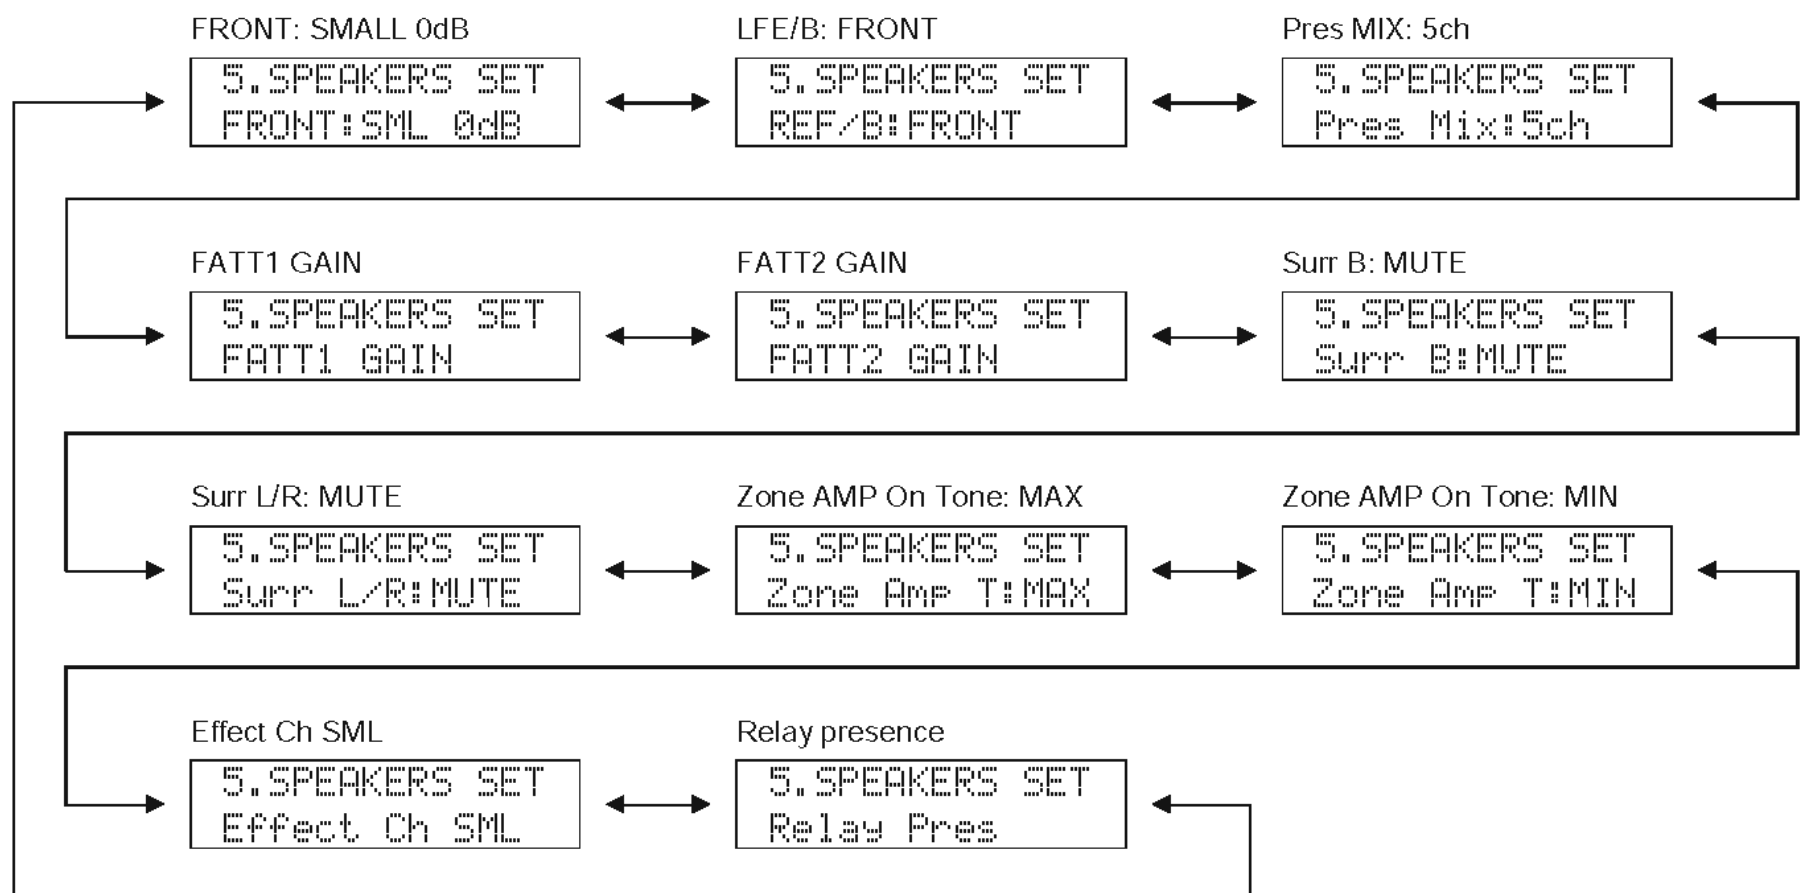 FRONT: SMALL 0dB
5.SPEAKERS SET
FRONT:SML 0dB
LFE/B: FRONT
5.SPEAKERS SET
REF/B:FRONT
Pres MIX: 5ch
5.SPEAKERS SET
Pres Mix:5ch
FATT1 GAIN
5.SPEAKERS SET
FATT1 GAIN
FATT2 GAIN
5.SPEAKERS SET
FATT2 GAIN
Surr B: MUTE
5.SPEAKERS SET
Surr B:MUTE
Surr L/R: MUTE
5.SPEAKERS SET
Surr L/R:MUTE
Zone AMP On Tone: MAX
5.SPEAKERS SET
Zone Amp T:MAX
Zone AMP On Tone: MIN
5.SPEAKERS SET
Zone Amp T:MIN
Effect Ch SML
5.SPEAKERS SET
Effect Ch SML
Relay presence
5.SPEAKERS SET
Relay Pres